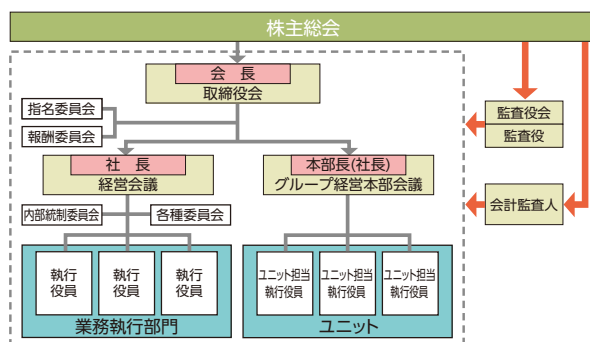 株主総会
会　長
取締役会
指名委員会
報酬委員会
監査役会
監査役
社　長
経営会議
本部長(社長)
グループ経営本部会議
会計監査人
内部統制委員会
各種委員会
執行
役員
執行
役員
執行
役員
業務執行部門
ユニット担当
執行役員
ユニット担当
執行役員
ユニット担当
執行役員
ユニット